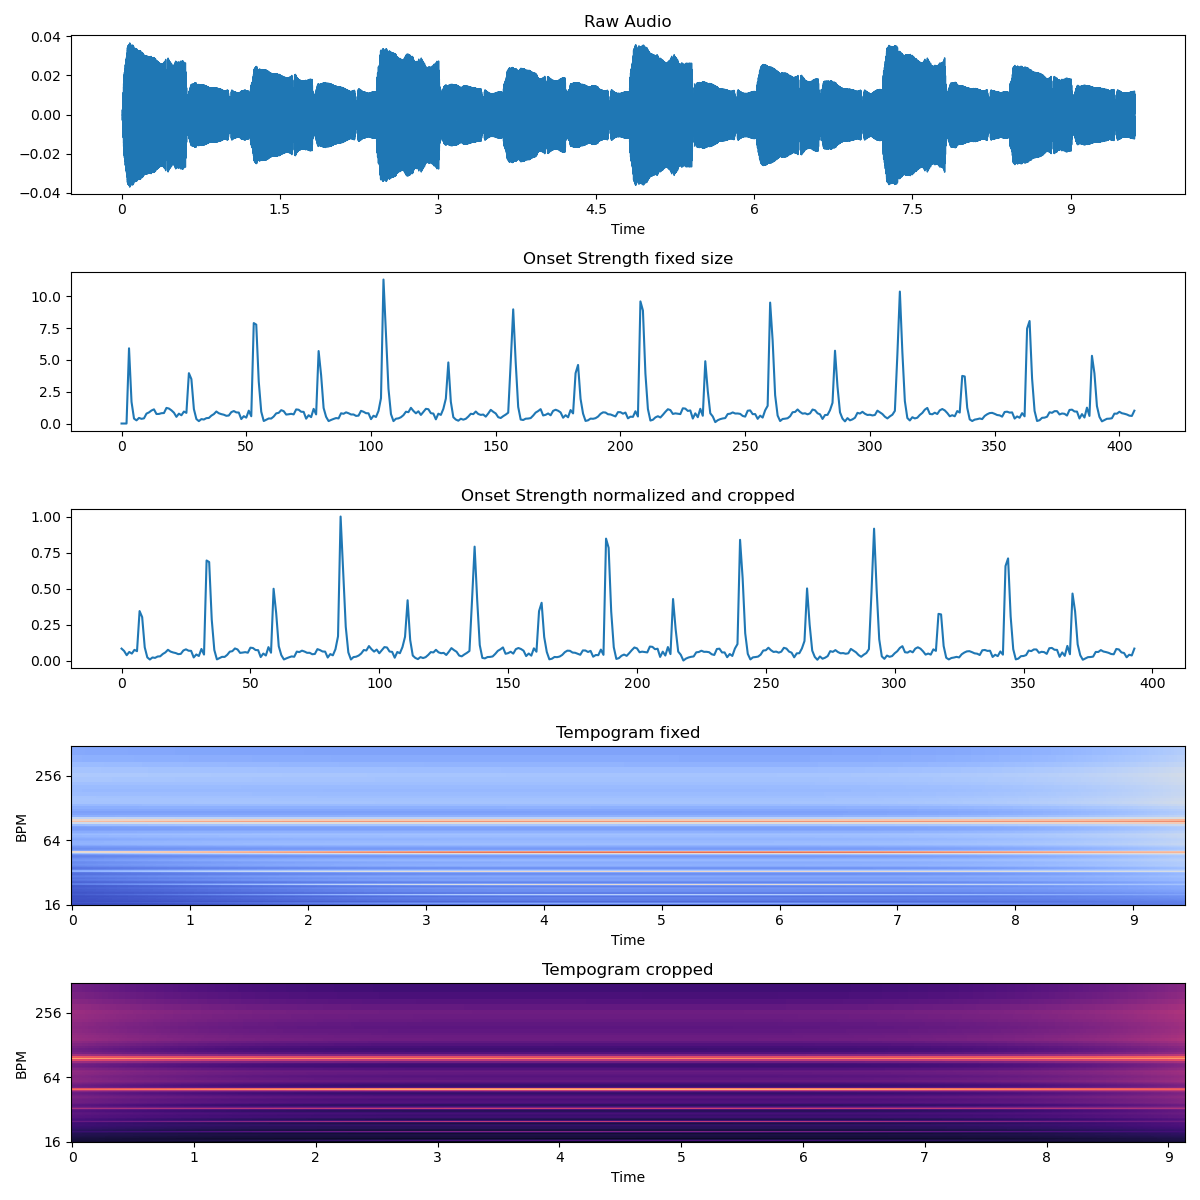 Raw Audio
0.04
0.02
0.00
−0.02
−0.04
0 1.5 3 4.5 6 7.5 9
Time
Onset Strength fixed size
10.0
7.5
5.0
2.5
0.0
0 50 100 150 200 250 300 350 400
Onset Strength normalized and cropped
1.00
0.75
0.50
0.25
0.00
0 50 100 150 200 250 300 350 400
Tempogram fixed
256
64
16
BPM
0 1 2 3 4 5 6 7 8 9
Time
Tempogram cropped
256
64
16
BPM
0 1 2 3 4 5 6 7 8 9
Time